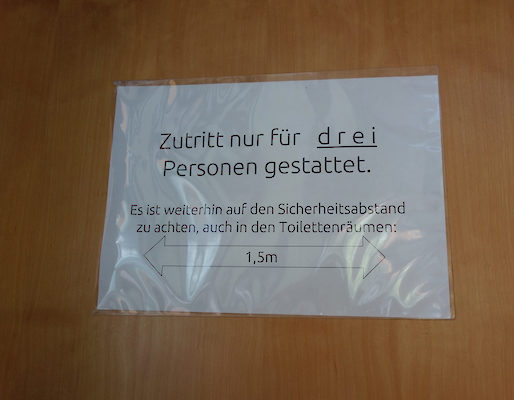 Zutritt nur für d r e i
Personen gestattet.
Es ist weiterhin auf den Sicherheitsabstand
zu achten, auch in den Toilettenräumen:
1,5m